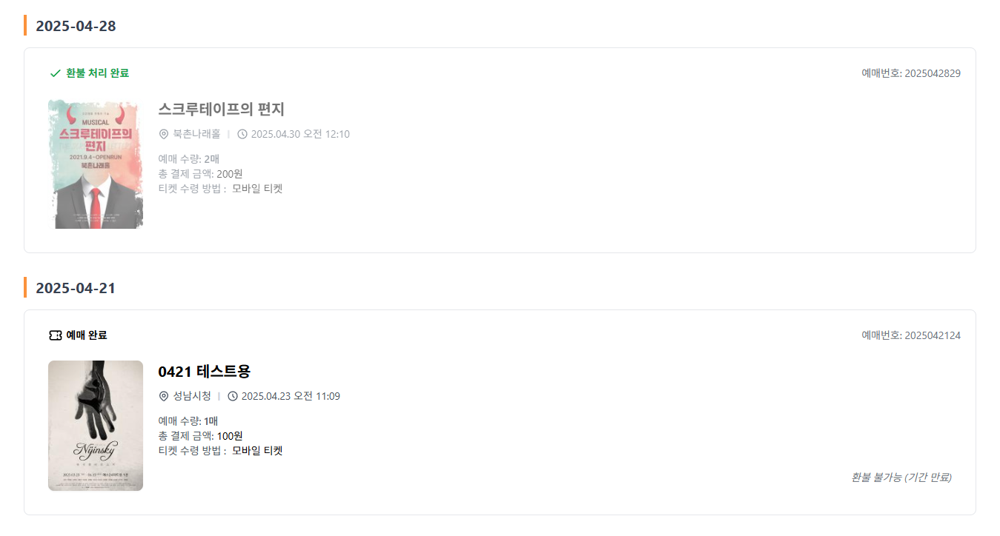 2025-04-28
환불 처리 완료
예매번호: 2025042829
MUSICAL
스크루테이프의
편지
2021.9.4~OPENRUN
북촌나래홀
스크루테이프의 편지
북촌나래홀 | 2025.04.30 오전 12:10
예매 수량: 2매
총 결제 금액: 200원
티켓 수령 방법 : 모바일 티켓
2025-04-21
예매 완료
예매번호: 2025042124
Nijinsky
0421 테스트용
성남시청 | 2025.04.23 오전 11:09
예매 수량: 1매
총 결제 금액: 100원
티켓 수령 방법 : 모바일 티켓
환불 불가능 (기간 만료)